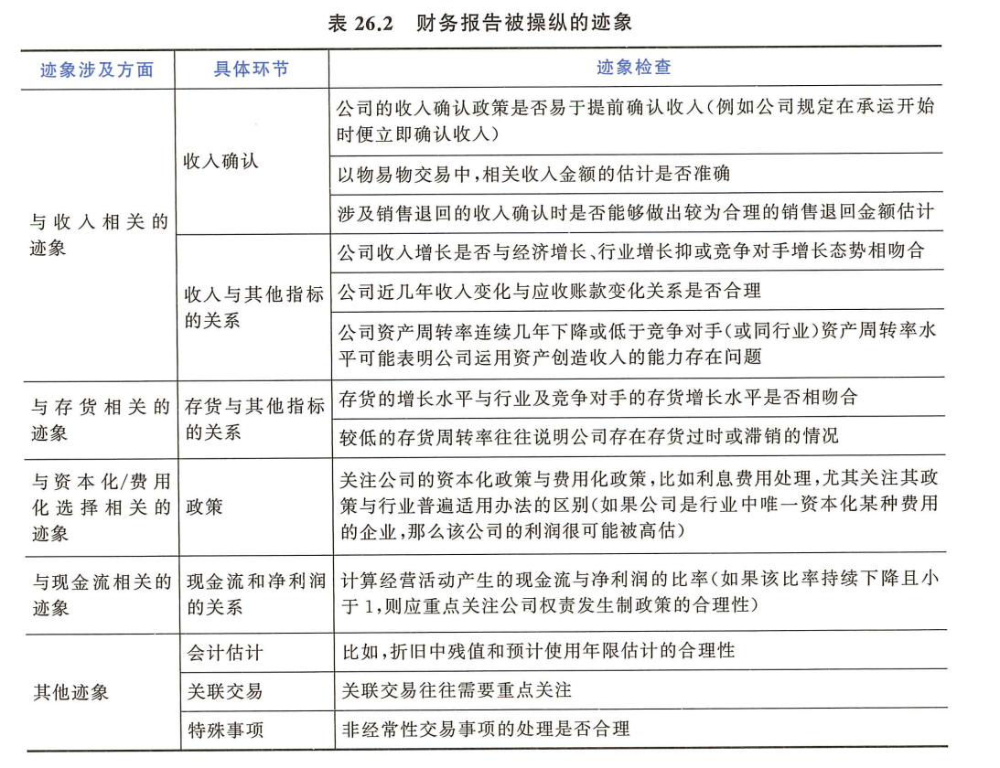 表 26.2 财务报告被操纵的迹象
迹象涉及方面 具体环节 迹象检查
与收入相关的
迹象
收入确认
公司的收入确认政策是否易于提前确认收入(例如公司规定在承运开始
时便立即确认收入)
以物易物交易中,相关收入金额的估计是否准确
涉及销售退回的收入确认时是否能够做出较为合理的销售退回金额估计
收入与其他指标
的关系
公司收入增长是否与经济增长、行业增长抑或竞争对手增长态势相吻合
公司近几年收入变化与应收账款变化关系是否合理
公司资产周转率连续几年下降或低于竞争对手(或同行业)资产周转率水
平可能表明公司运用资产创造收入的能力存在问题
与存货相关的
迹象
存货与其他指标
的关系
存货的增长水平与行业及竞争对手的存货增长水平是否相吻合
较低的存货周转率往往说明公司存在存货过时或滞销的情况
与资本化/费用
化选择相关的
迹象
政策
关注公司的资本化政策与费用化政策,比如利息费用处理,尤其关注其政
策与行业普遍适用办法的区别(如果公司是行业中唯一资本化某种费用
的企业,那么该公司的利润很可能被高估)
与现金流相关的
迹象
现金流和净利润
的关系
计算经营活动产生的现金流与净利润的比率(如果该比率持续下降且小
于1,则应重点关注公司权责发生制政策的合理性)
其他迹象
会计估计
比如,折旧中残值和预计使用年限估计的合理性
关联交易
关联交易往往需要重点关注
特殊事项
非经常性交易事项的处理是否合理